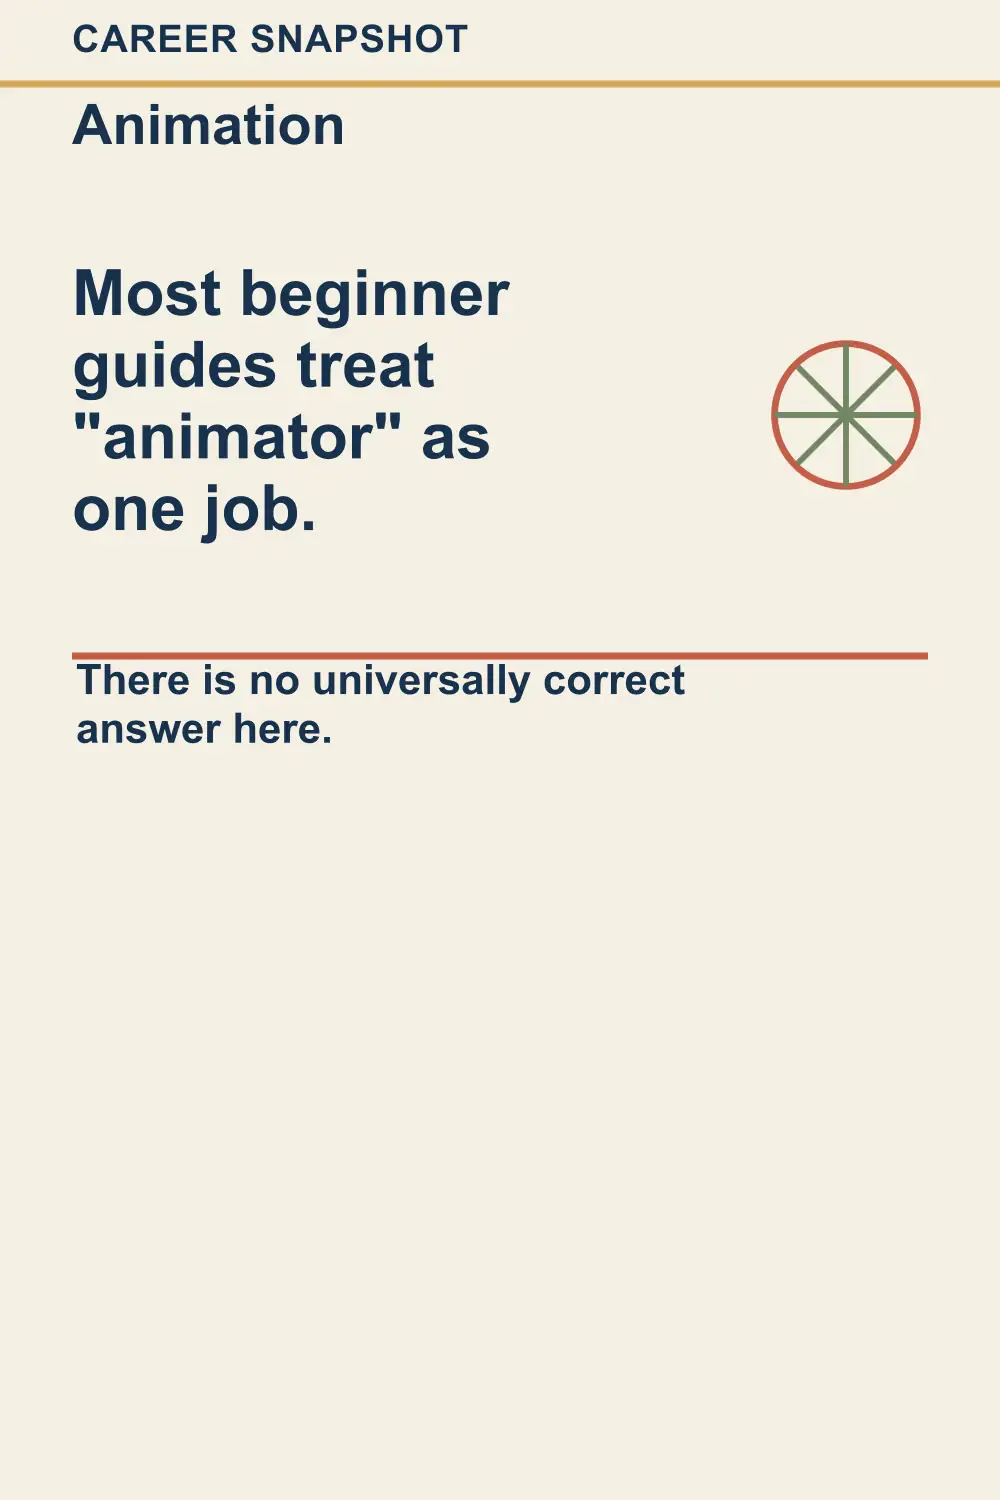 CAREER SNAPSHOT
Animation
Most beginner
guides treat
"animator" as
one job.
There is no universally correct
answer here.